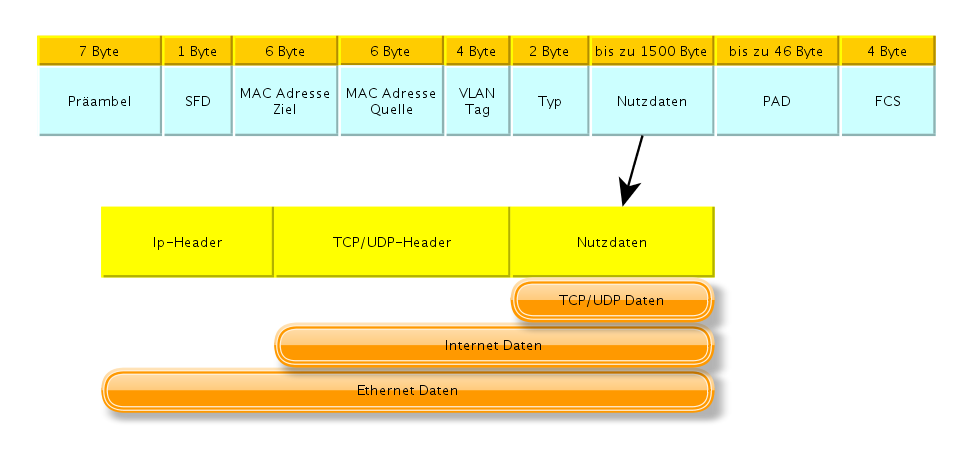 7 Byte 1 Byte 6 Byte 6 Byte 4 Byte 2 Byte bis zu 1500 Byte bis zu 46 Byte 4 Byte
Präambel SFD MAC Adresse Ziel MAC Adresse Quelle VLAN Tag Typ Nutzdaten PAD FCS
Ip-Header TCP/UDP-Header Nutzdaten
TCP/UDP Daten
Internet Daten
Ethernet Daten